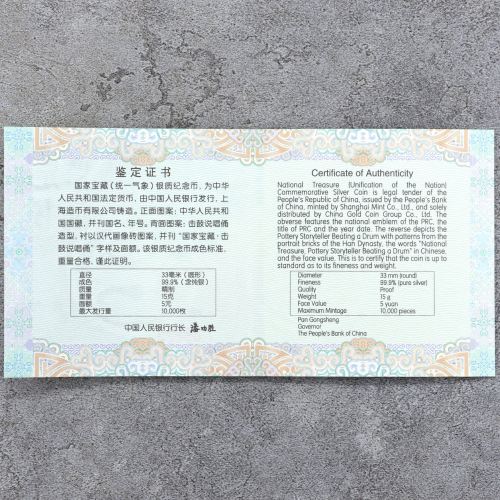 鉴定证书
国家宝藏（统一气象）银质纪念币，为中华
人民共和国法定货币，由中国人民银行发行，上
海造币有限公司铸造。正面图案：中华人民共和
国国徽，并刊国名、年号。背面图案：击鼓说唱俑
造型，衬以汉代画像砖图案，并刊“国家宝藏·击
鼓说唱俑”字样及面额。该银质纪念币成色标准，
重量合格，谨此证明。
直径 33毫米（圆形）
成色 99.9%（含纯银）
质量 精制
重量 15克
面额 5元
最大发行量 10,000枚
中国人民银行行长 潘功胜
Certificate of Authenticity
National Treasure (Unification of the Nation)
Commemorative Silver Coin is legal tender of the
People's Republic of China, issued by the People's Bank
of China, minted by Shanghai Mint Co., Ltd., and solely
distributed by China Gold Coin Group Co., Ltd. The
obverse features the national emblem of the PRC, the
title of PRC and the year. The reverse depicts the
Pottery Storyteller Beating a Drum with patterns from the
portrait bricks of the Han Dynasty, the words "National
Treasure, Pottery Storyteller Beating a Drum" in Chinese,
and the face value. This is to certify that the coin is up to
standard as to its fineness and weight.
Diameter 33 mm (round)
Fineness 99.9% (pure silver)
Quality Proof
Weight 15 g
Face Value 5 yuan
Maximum Mintage 10,000 pieces
Pan Gongsheng
Governor
The People's Bank of China